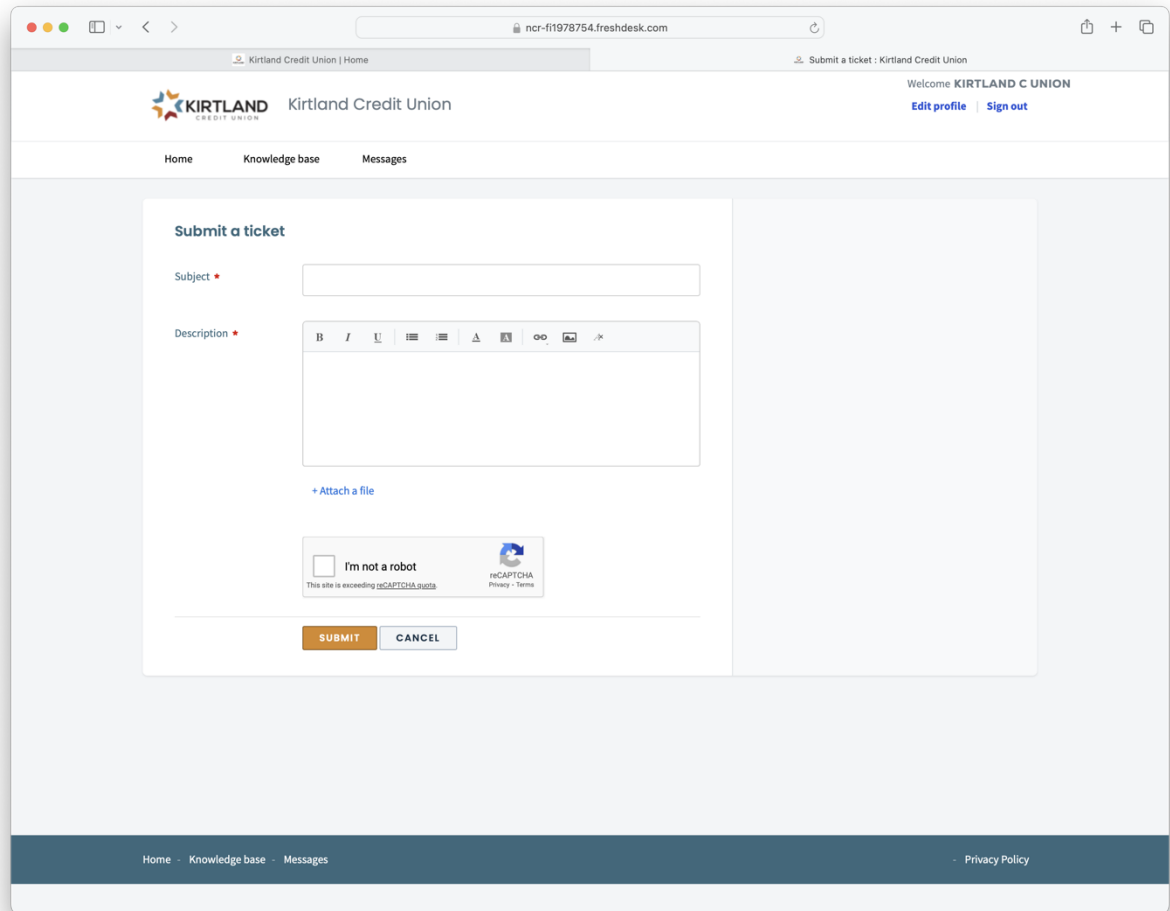 ncr-fi1978754.freshdesk.com
Kirtland Credit Union | Home
Submit a ticket : Kirtland Credit Union
KIRTLAND
CREDIT UNION
Kirtland Credit Union
Welcome KIRTLAND C UNION
Edit profile | Sign out
Home Knowledge base Messages
Submit a ticket
Subject *
Description *
B I U A A
+ Attach a file
I'm not a robot
reCAPTCHA
This site is exceeding reCAPTCHA quota.
Privacy - Terms
SUBMIT CANCEL
Home - Knowledge base - Messages
- Privacy Policy